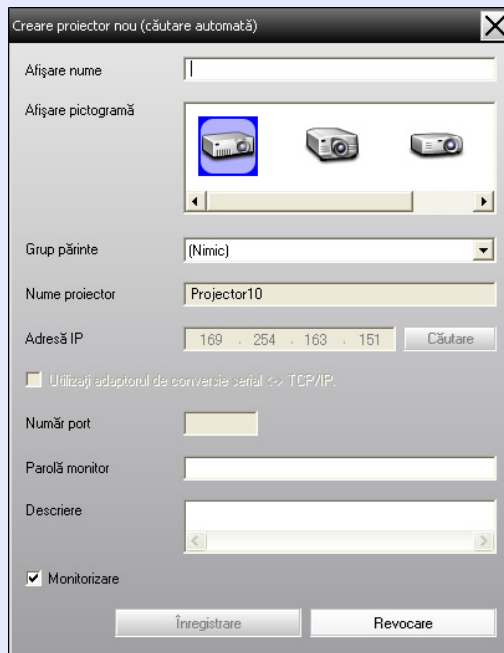 Creare proiector nou (căutare automată)
Afişare nume
Afişare pictogramă
Grup părinte (Nimic)
Nume proiector Projector10
Adresă IP 169 . 254 . 163 . 151 Căutare
Utilizaţi adaptorul de conversie serial <-> TCP/IP.
Număr port
Parolă monitor
Descriere
Monitorizare
Înregistrare Revocare